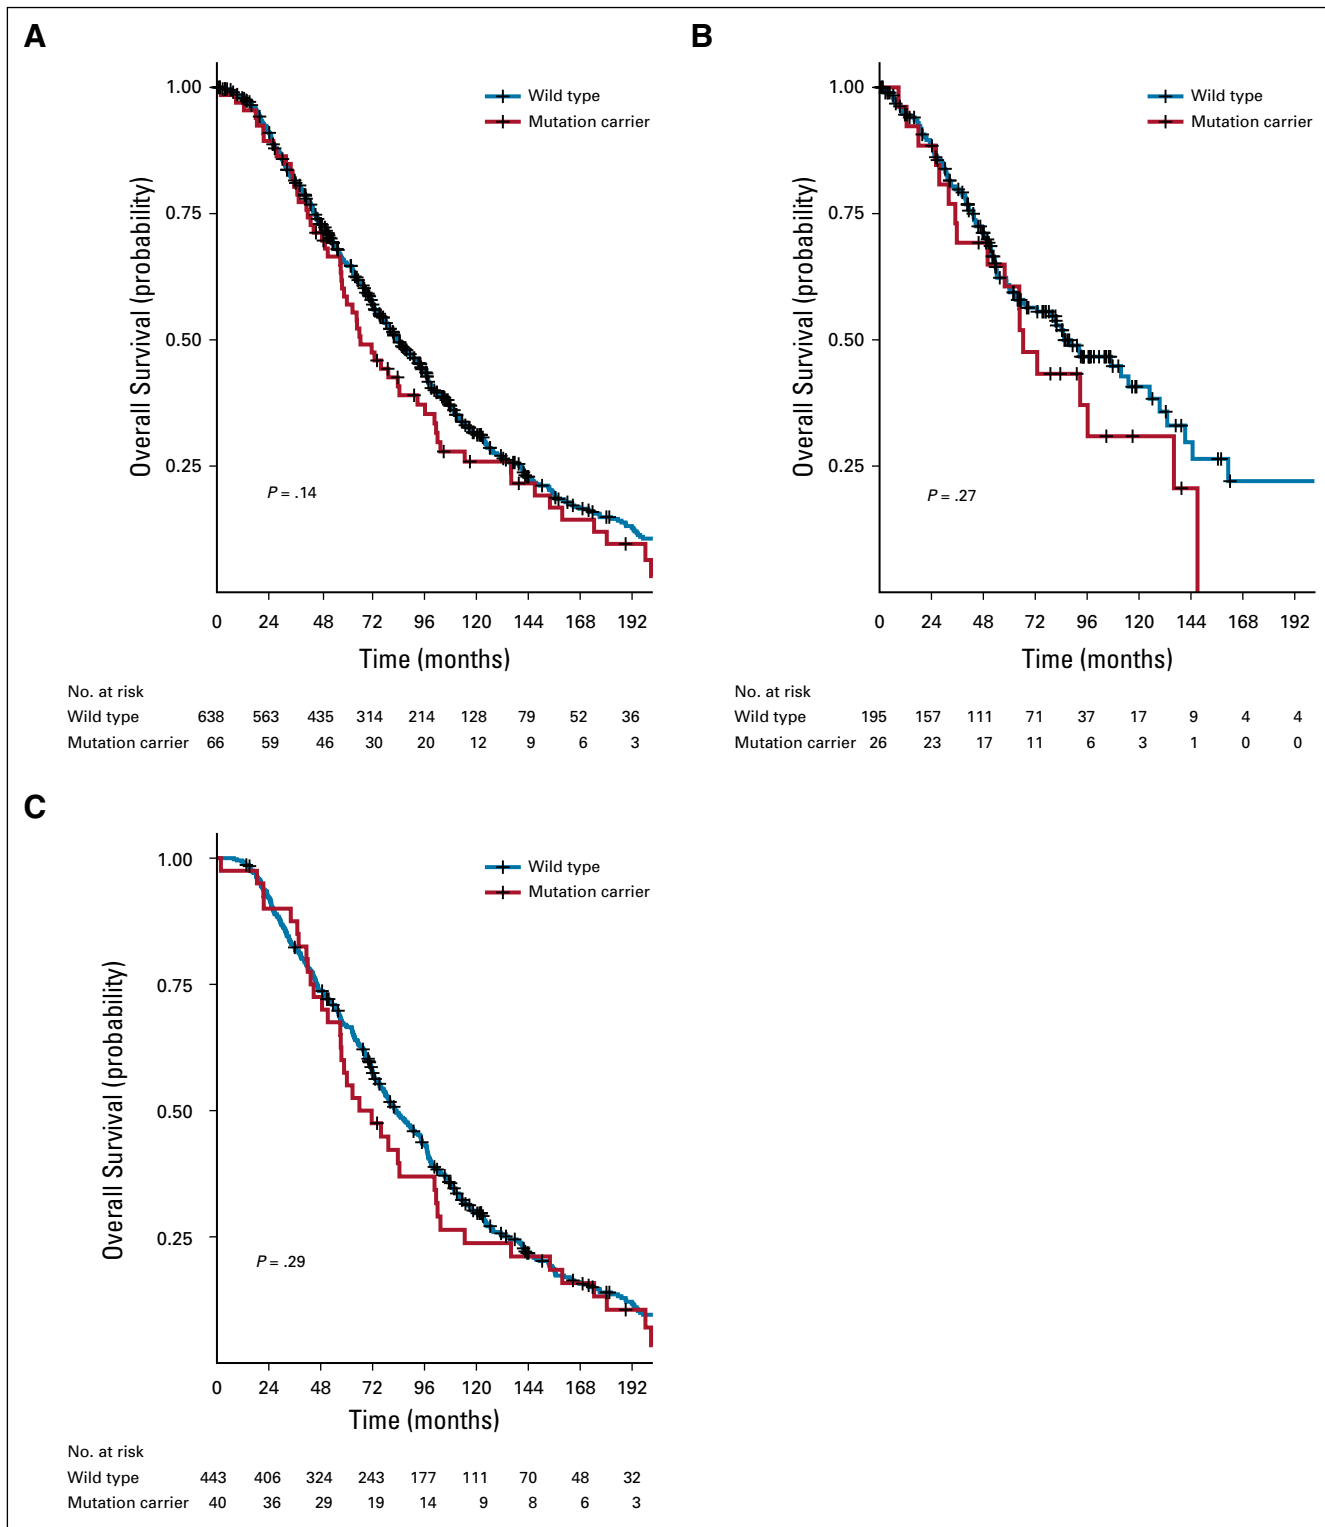 A
Overall Survival (probability)
1.00
0.75
0.50
0.25
Wild type
Mutation carrier
P = .14
0 24 48 72 96 120 144 168 192
Time (months)
No. at risk
Wild type 638 563 435 314 214 128 79 52 36
Mutation carrier 66 59 46 30 20 12 9 6 3
B
Overall Survival (probability)
1.00
0.75
0.50
0.25
Wild type
Mutation carrier
P = .27
0 24 48 72 96 120 144 168 192
Time (months)
No. at risk
Wild type 195 157 111 71 37 17 9 4 4
Mutation carrier 26 23 17 11 6 3 1 0 0
C
Overall Survival (probability)
1.00
0.75
0.50
0.25
Wild type
Mutation carrier
P = .29
0 24 48 72 96 120 144 168 192
Time (months)
No. at risk
Wild type 443 406 324 243 177 111 70 48 32
Mutation carrier 40 36 29 19 14 9 8 6 3